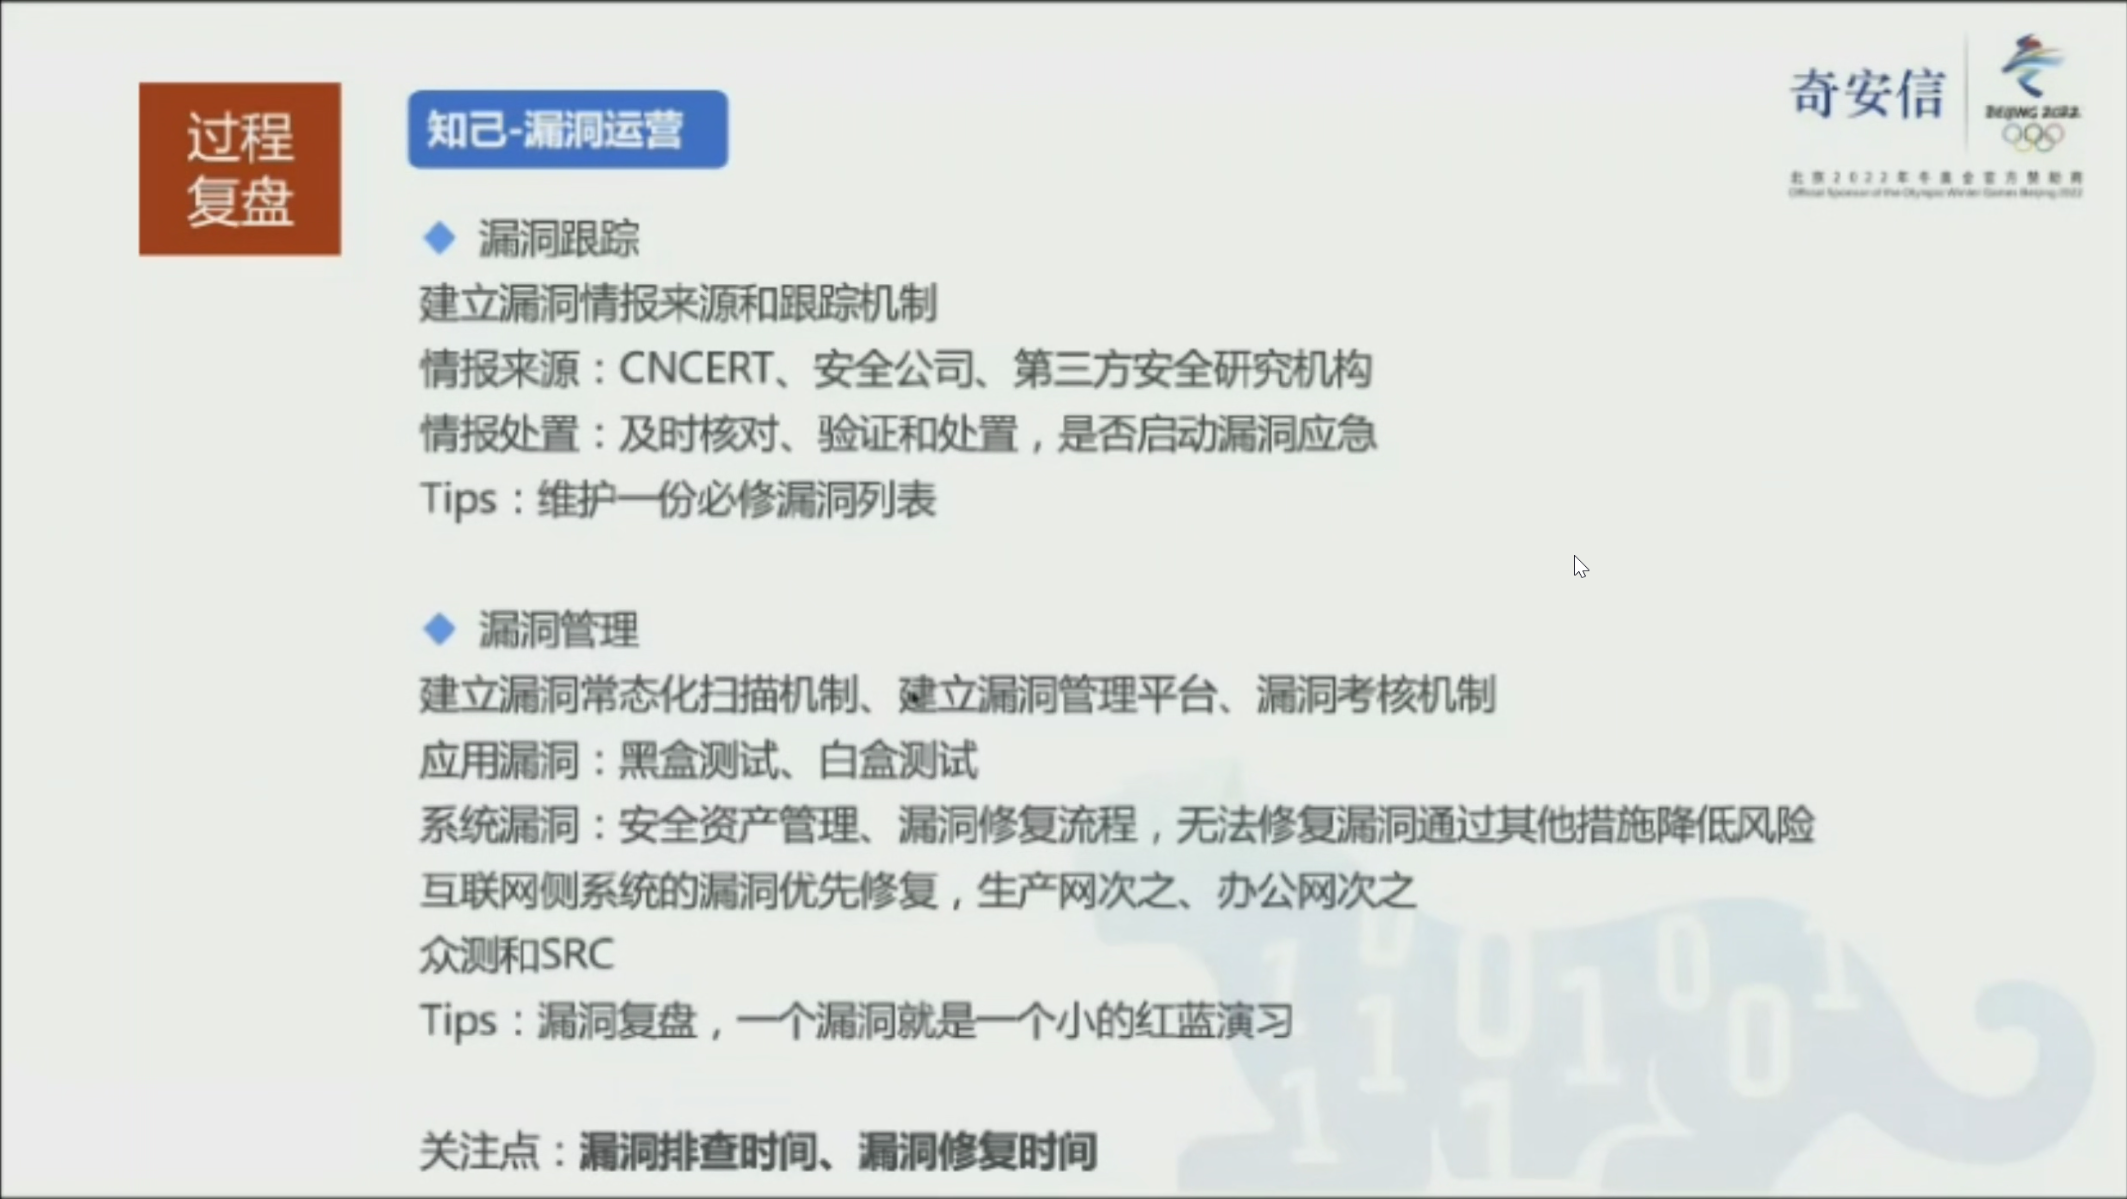 过程
复盘
知己-漏洞运营
奇安信
BEIJING 2022
北京2022年冬奥会官方赞助商
Official Sponsor of the Olympic Winter Games Beijing 2022
漏洞跟踪
建立漏洞情报来源和跟踪机制
情报来源：CNCERT、安全公司、第三方安全研究机构
情报处置：及时核对、验证和处置，是否启动漏洞应急
Tips：维护一份必修漏洞列表
漏洞管理
建立漏洞常态化扫描机制、建立漏洞管理平台、漏洞考核机制
应用漏洞：黑盒测试、白盒测试
系统漏洞：安全资产管理、漏洞修复流程，无法修复漏洞通过其他措施降低风险
互联网侧系统的漏洞优先修复，生产网次之、办公网次之
众测和SRC
Tips：漏洞复盘，一个漏洞就是一个小的红蓝演习
关注点：漏洞排查时间、漏洞修复时间